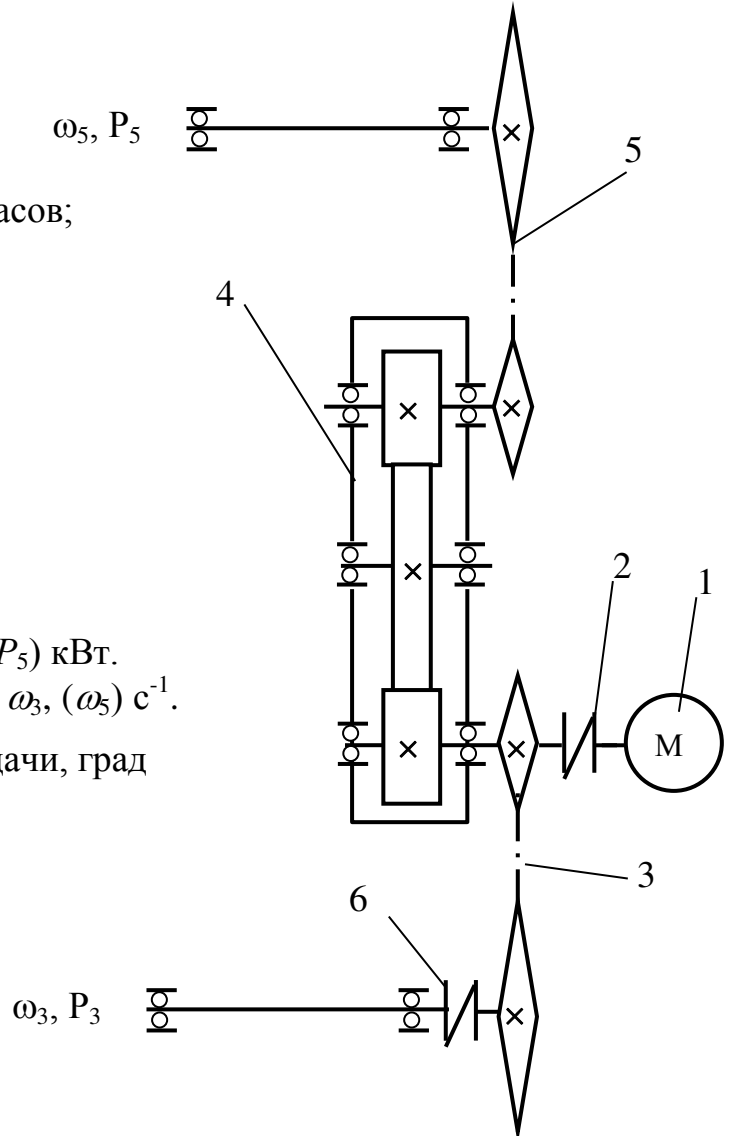 ω₅, P₅
5
асов;
4
P₅) кВт.
ω₃, (ω₅) с⁻¹.
дачи, град
2
1
М
3
6
ω₃, P₃